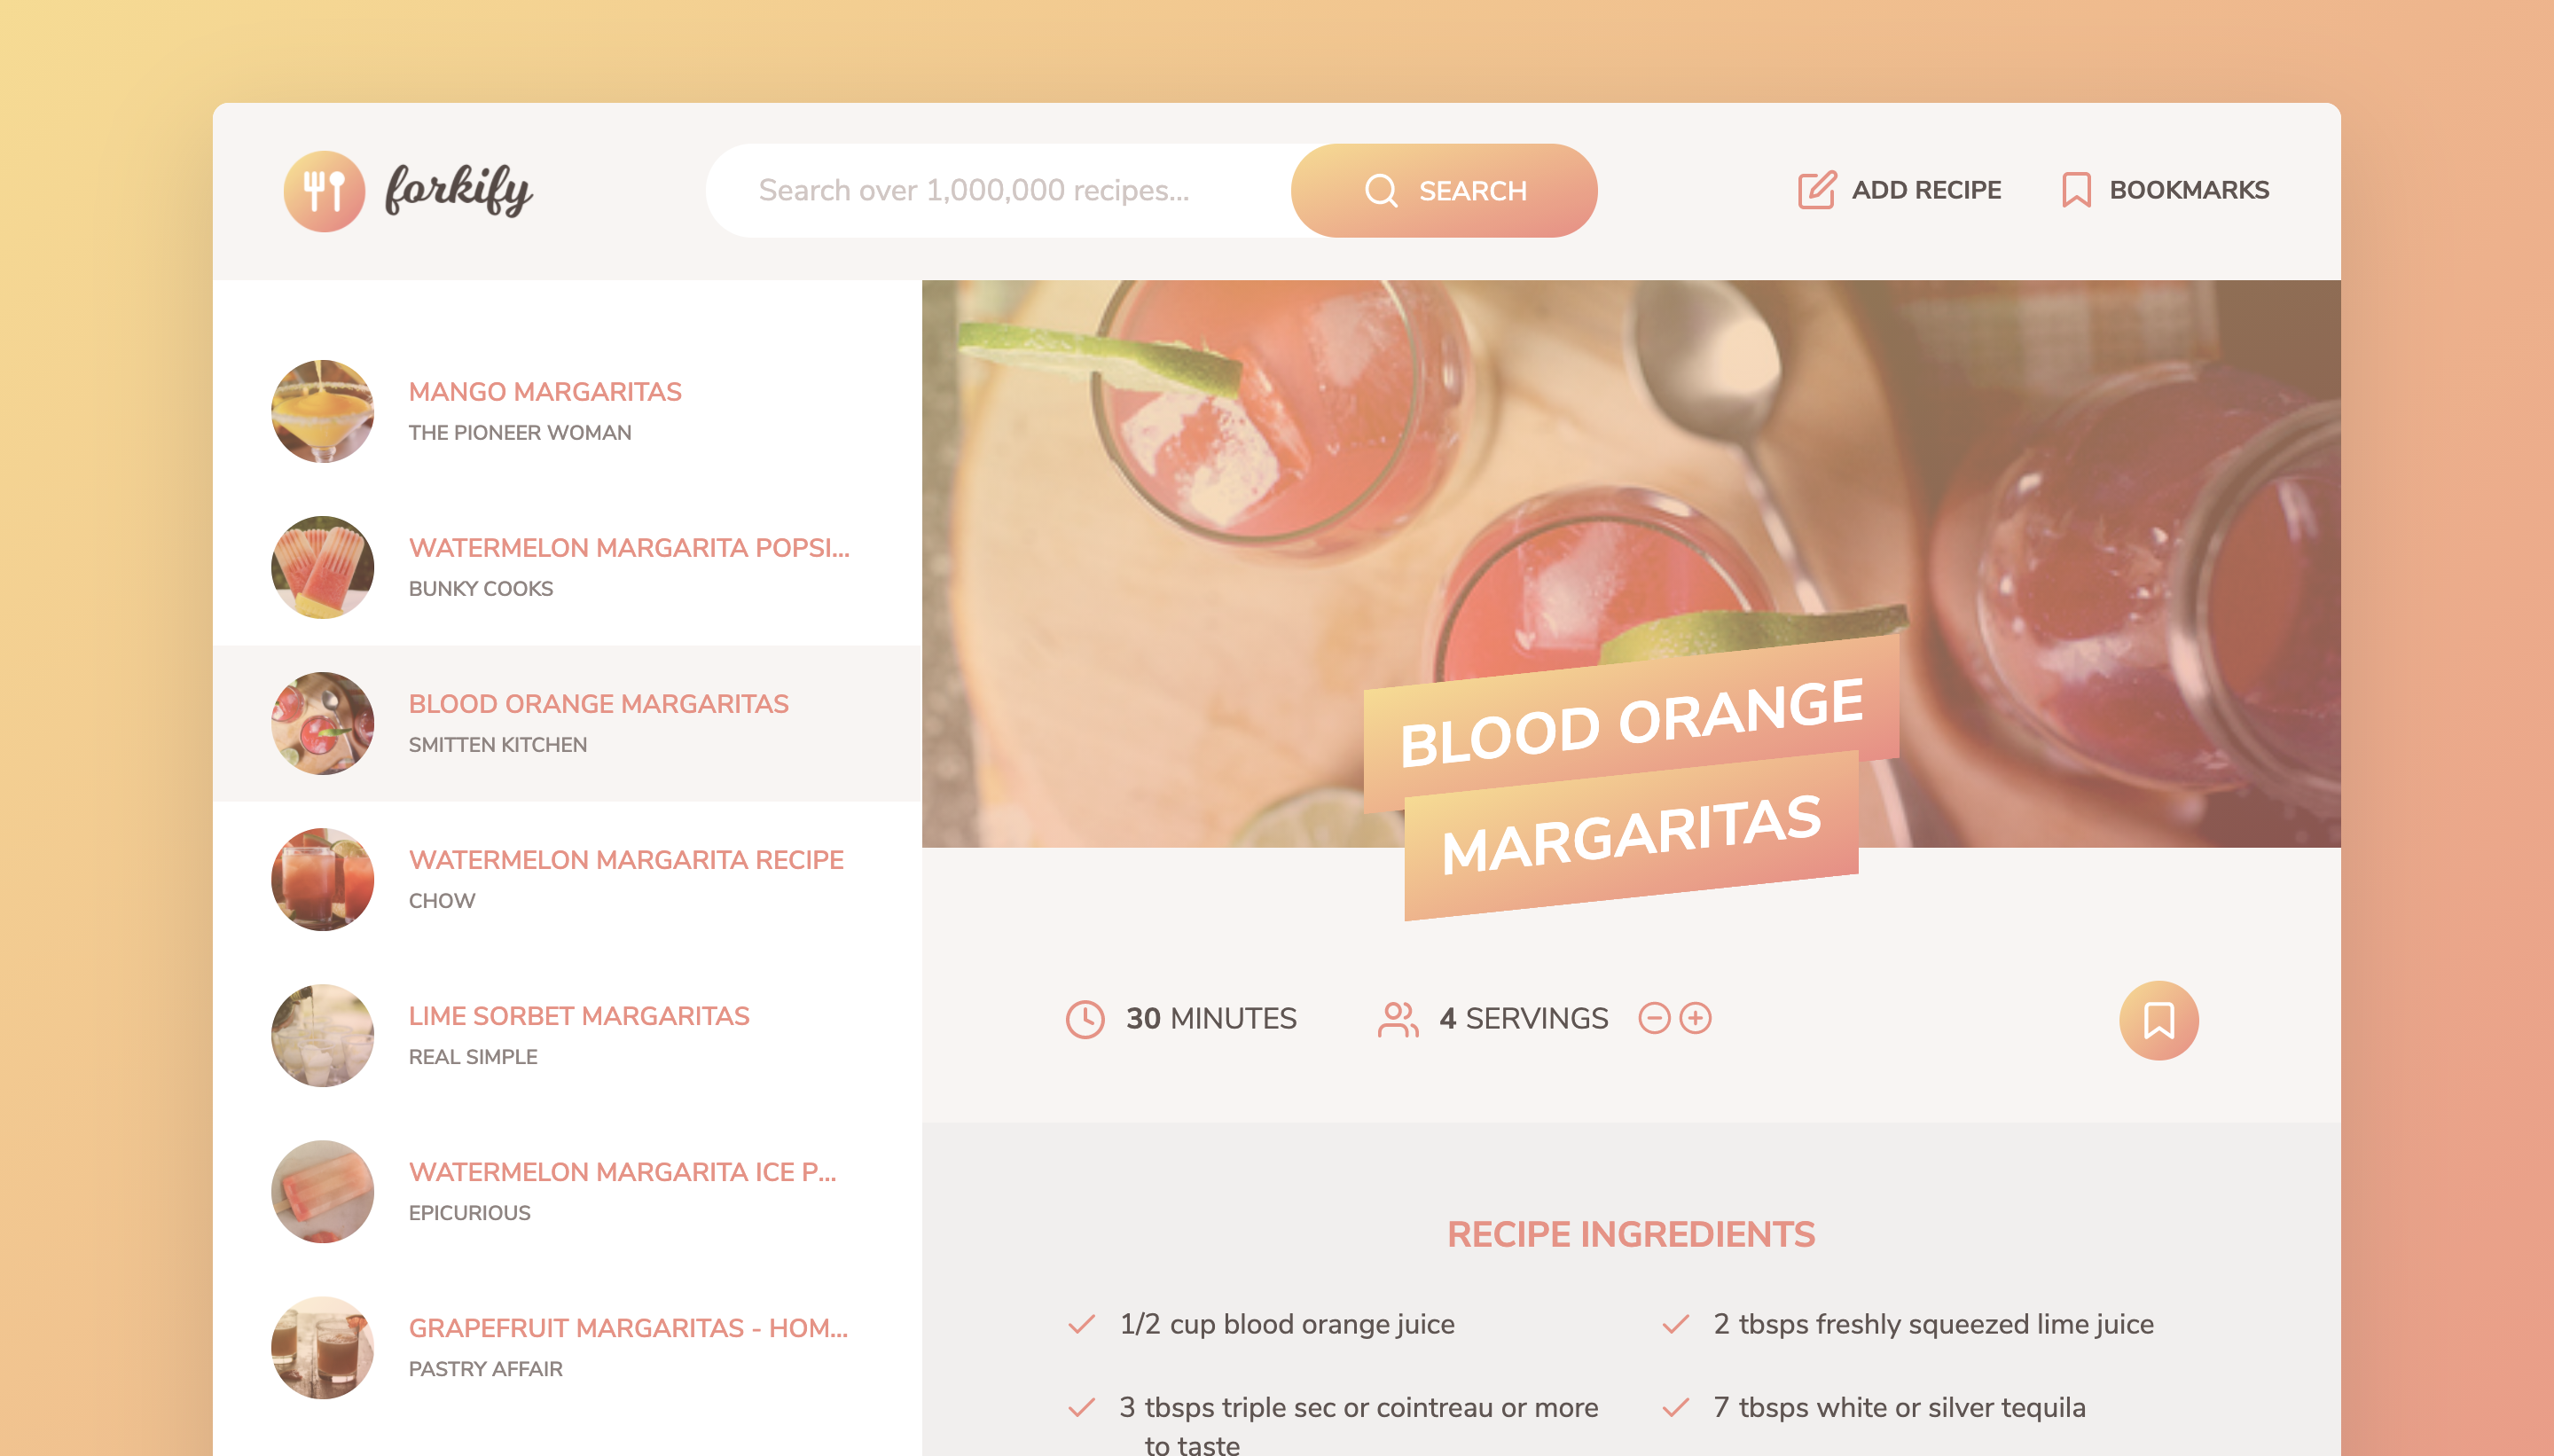 forkify
Search over 1,000,000 recipes...
SEARCH
ADD RECIPE
BOOKMARKS
MANGO MARGARITAS
THE PIONEER WOMAN
WATERMELON MARGARITA POPSI...
BUNKY COOKS
BLOOD ORANGE MARGARITAS
SMITTEN KITCHEN
WATERMELON MARGARITA RECIPE
CHOW
LIME SORBET MARGARITAS
REAL SIMPLE
WATERMELON MARGARITA ICE P...
EPICURIOUS
GRAPEFRUIT MARGARITAS - HOM...
PASTRY AFFAIR
BLOOD ORANGE
MARGARITAS
30 MINUTES
4 SERVINGS
RECIPE INGREDIENTS
1/2 cup blood orange juice
2 tbsps freshly squeezed lime juice
3 tbsps triple sec or cointreau or more
to taste
7 tbsps white or silver tequila